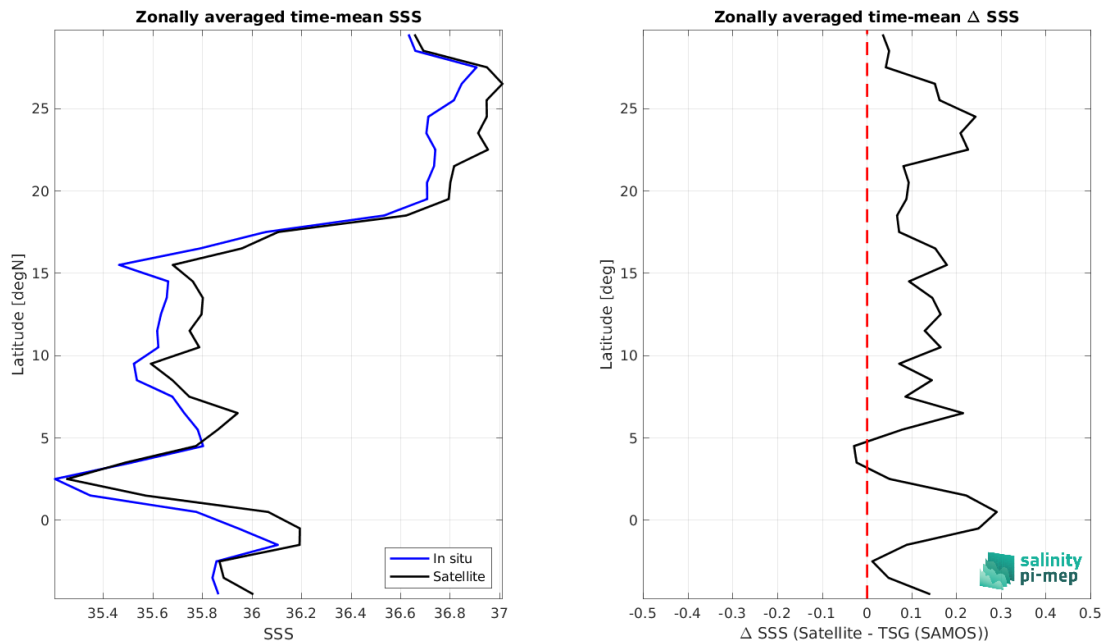 Zonally averaged time-mean SSS
25
20
15
10
5
0
Latitude [degN]
35.4 35.6 35.8 36 36.2 36.4 36.6 36.8 37
SSS
In situ
Satellite
Zonally averaged time-mean Δ SSS
25
20
15
10
5
0
Latitude [deg]
-0.5 -0.4 -0.3 -0.2 -0.1 0 0.1 0.2 0.3 0.4 0.5
Δ SSS (Satellite - TSG (SAMOS))
salinity
pi-mep